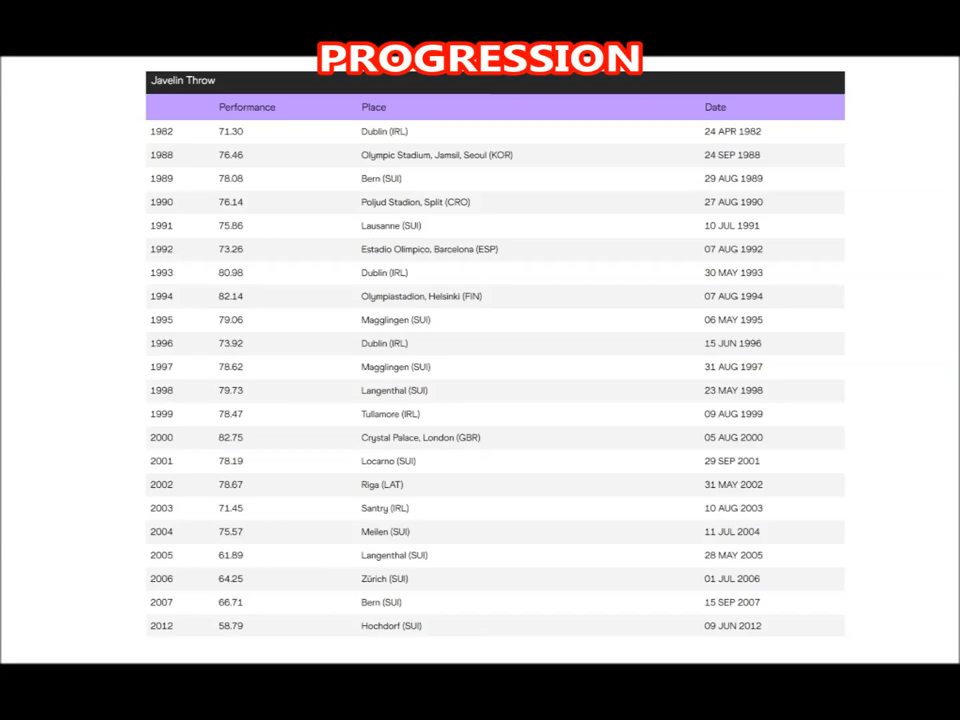 PROGRESSION
Javelin Throw
Performance Place Date
1982 71.30 Dublin (IRL) 24 APR 1982
1988 76.46 Olympic Stadium, Jamsil, Seoul (KOR) 24 SEP 1988
1989 78.08 Bern (SUI) 29 AUG 1989
1990 76.14 Poljud Stadion, Split (CRO) 27 AUG 1990
1991 75.86 Lausanne (SUI) 10 JUL 1991
1992 73.26 Estadio Olímpico, Barcelona (ESP) 07 AUG 1992
1993 80.98 Dublin (IRL) 30 MAY 1993
1994 82.14 Olympiastadion, Helsinki (FIN) 07 AUG 1994
1995 79.06 Magglingen (SUI) 06 MAY 1995
1996 73.92 Dublin (IRL) 15 JUN 1996
1997 78.62 Magglingen (SUI) 31 AUG 1997
1998 79.73 Langenthal (SUI) 23 MAY 1998
1999 78.47 Tullamore (IRL) 09 AUG 1999
2000 82.75 Crystal Palace, London (GBR) 05 AUG 2000
2001 78.19 Locarno (SUI) 29 SEP 2001
2002 78.67 Riga (LAT) 31 MAY 2002
2003 71.45 Santry (IRL) 10 AUG 2003
2004 75.57 Meilen (SUI) 11 JUL 2004
2005 61.89 Langenthal (SUI) 28 MAY 2005
2006 64.25 Zürich (SUI) 01 JUL 2006
2007 66.71 Bern (SUI) 15 SEP 2007
2012 58.79 Hochdorf (SUI) 09 JUN 2012